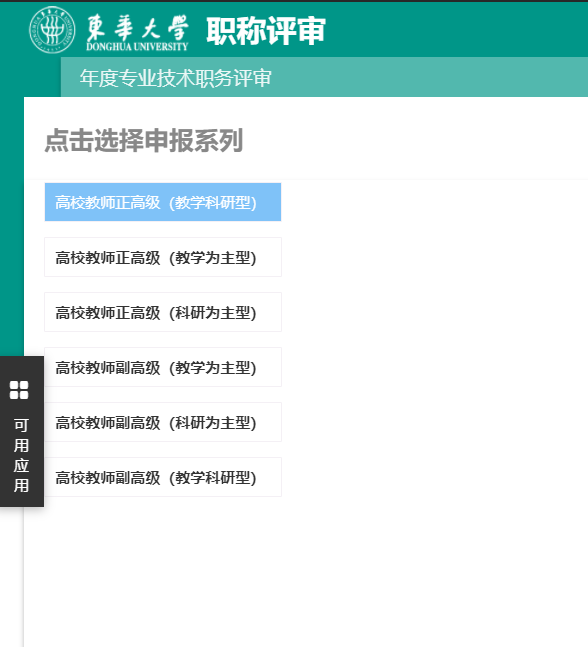 東華大學
DONGHUA UNIVERSITY
职称评审
年度专业技术职务评审
点击选择申报系列
高校教师正高级（教学科研型）
高校教师正高级（教学为主型）
高校教师正高级（科研为主型）
高校教师副高级（教学为主型）
高校教师副高级（科研为主型）
高校教师副高级（教学科研型）
可用应用